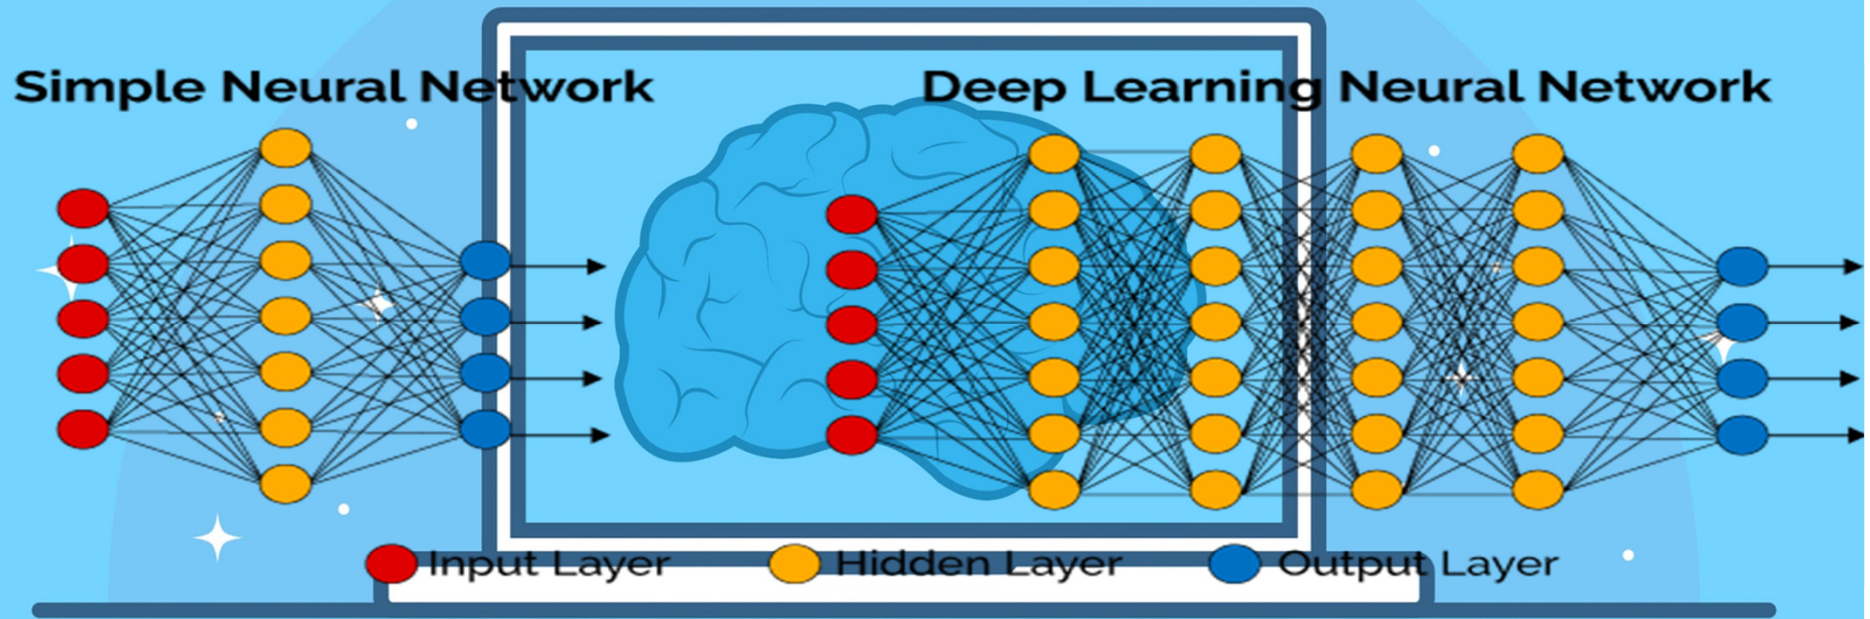 Simple Neural Network
Deep Learning Neural Network
Input Layer
Hidden Layer
Output Layer